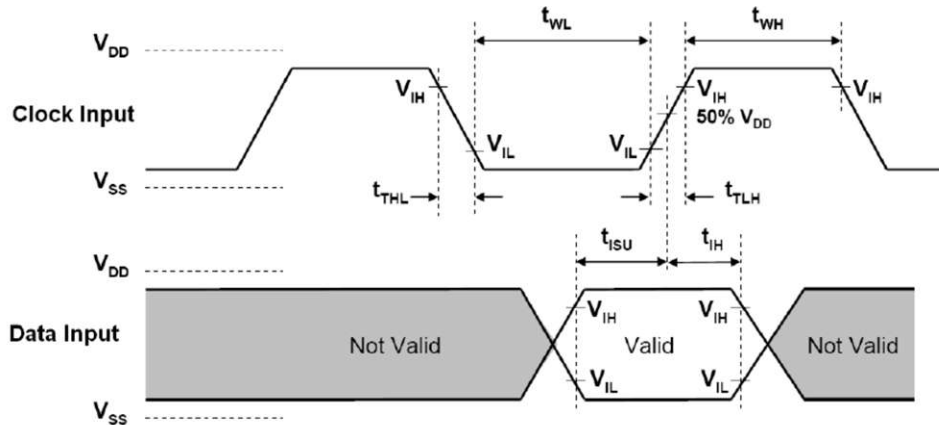 t_WL t_WH
V_DD
Clock Input
V_IH V_IH V_IH
50% V_DD
V_IL V_IL
V_SS
t_THL t_TLH
t_ISU t_IH
V_DD
V_IH V_IH
Data Input
Not Valid Valid Not Valid
V_IL V_IL
V_SS